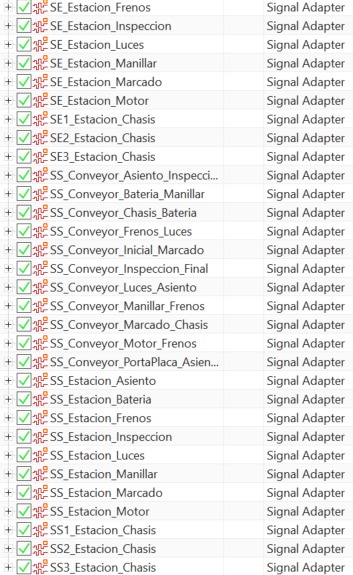 SE_Estacion_Frenos Signal Adapter
SE_Estacion_Inspeccion Signal Adapter
SE_Estacion_Luces Signal Adapter
SE_Estacion_Manillar Signal Adapter
SE_Estacion_Marcado Signal Adapter
SE_Estacion_Motor Signal Adapter
SE1_Estacion_Chasis Signal Adapter
SE2_Estacion_Chasis Signal Adapter
SE3_Estacion_Chasis Signal Adapter
SS_Conveyor_Asiento_Inspecci... Signal Adapter
SS_Conveyor_Bateria_Manillar Signal Adapter
SS_Conveyor_Chasis_Bateria Signal Adapter
SS_Conveyor_Frenos_Luces Signal Adapter
SS_Conveyor_Inicial_Marcado Signal Adapter
SS_Conveyor_Inspeccion_Final Signal Adapter
SS_Conveyor_Luces_Asiento Signal Adapter
SS_Conveyor_Manillar_Frenos Signal Adapter
SS_Conveyor_Marcado_Chasis Signal Adapter
SS_Conveyor_Motor_Frenos Signal Adapter
SS_Conveyor_PortaPlaca_Asien... Signal Adapter
SS_Estacion_Asiento Signal Adapter
SS_Estacion_Bateria Signal Adapter
SS_Estacion_Frenos Signal Adapter
SS_Estacion_Inspeccion Signal Adapter
SS_Estacion_Luces Signal Adapter
SS_Estacion_Manillar Signal Adapter
SS_Estacion_Marcado Signal Adapter
SS_Estacion_Motor Signal Adapter
SS1_Estacion_Chasis Signal Adapter
SS2_Estacion_Chasis Signal Adapter
SS3_Estacion_Chasis Signal Adapter